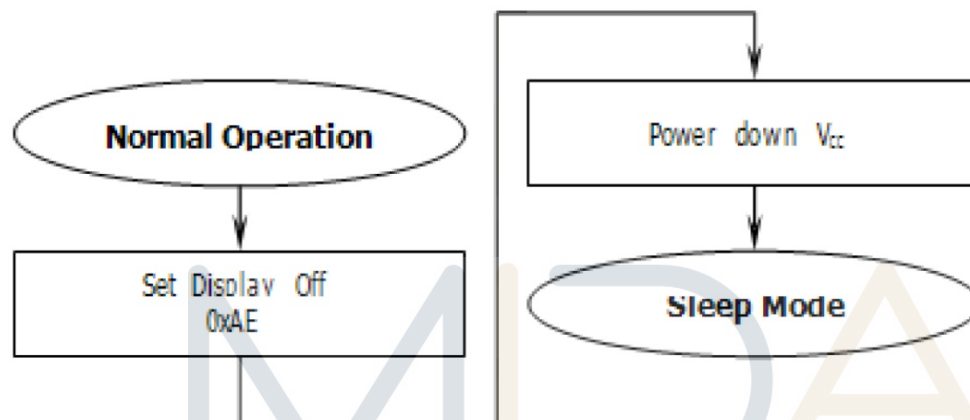 Normal Operation
Set Display Off
0xAE
Power down Vcc
Sleep Mode